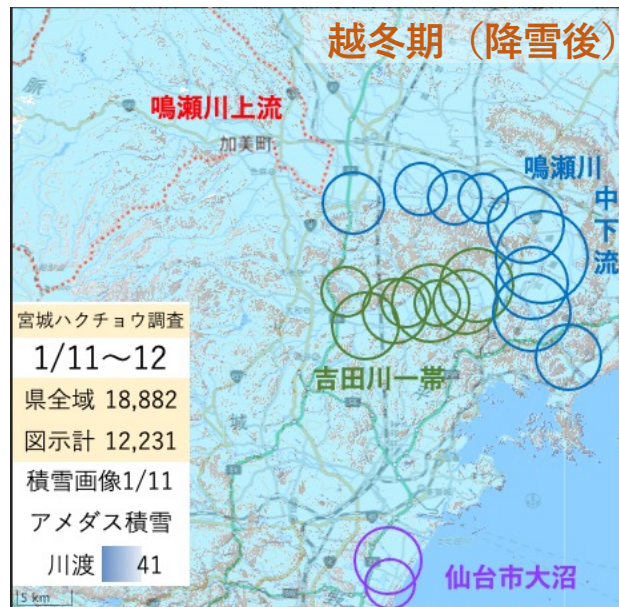 越冬期（降雪後）
脈
鳴瀬川上流
加美町
鳴瀬川
中下流
宮城ハクチョウ調査
1/11～12
県全域 18,882
図示計 12,231
積雪画像1/11
アメダス積雪
川渡 41
吉田川一帯
城
仙台市大沼
5 km